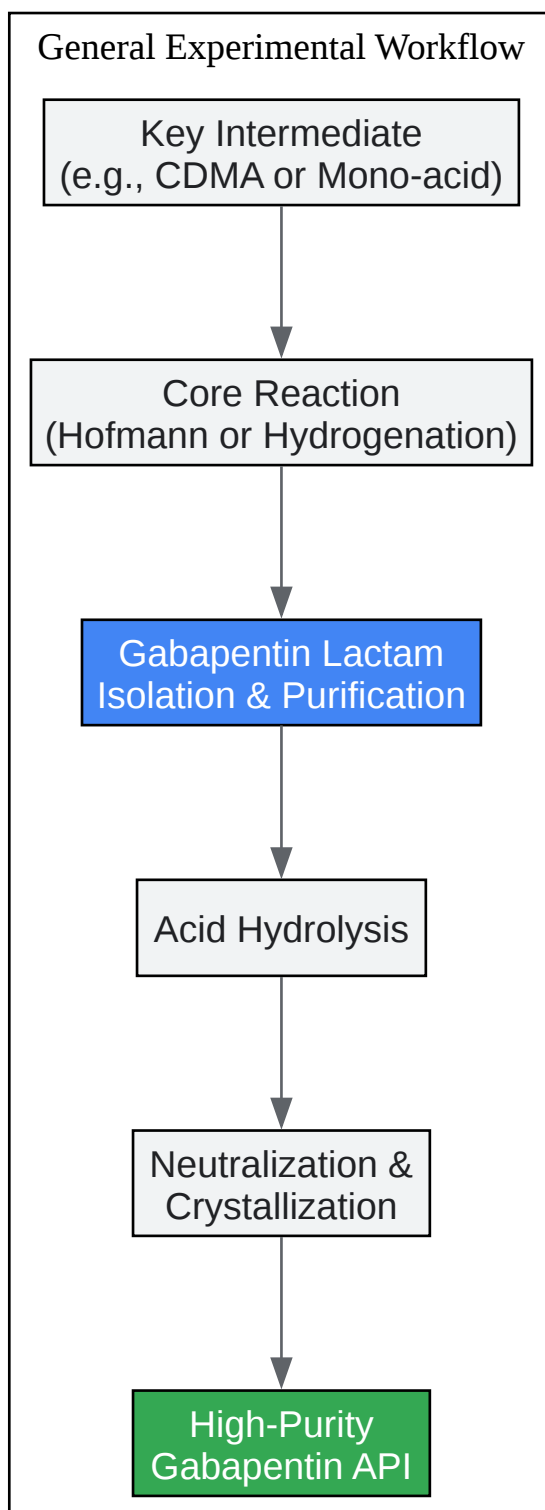 General Experimental Workflow
Key Intermediate
(e.g., CDMA or Mono-acid)
Core Reaction
(Hofmann or Hydrogenation)
Gabapentin Lactam
Isolation & Purification
Acid Hydrolysis
Neutralization &
Crystallization
High-Purity
Gabapentin API